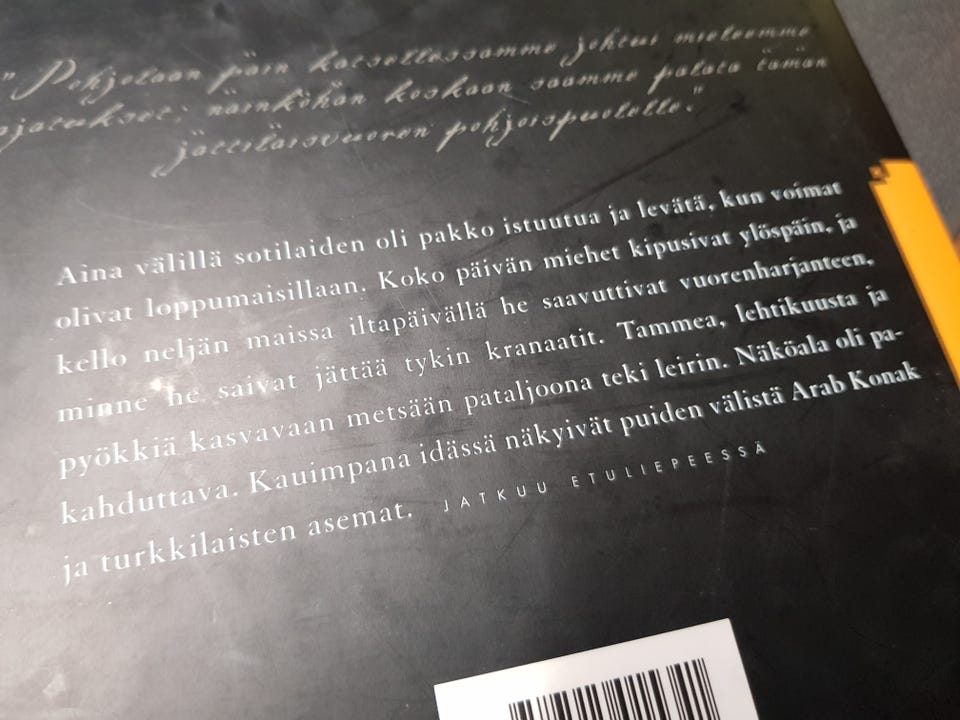 "Pohjolaan päin katsellessamme johtui mieleemme
ajatukset; näinköhän koskaan saamme palata tämän
jättiläisvuoren pohjoispuolelle."
Aina välillä sotilaiden oli pakko istuutua ja levätä, kun voimat
olivat loppumaisillaan. Koko päivän miehet kipusivat ylöspäin, ja
kello neljän maissa iltapäivällä he saavuttivat vuorenharjanteen,
minne he saivat jättää tykin kranaatit. Tammea, lehtikuusta ja
pyökkiä kasvavaan metsään pataljoona teki leirin. Näköala oli pa-
kahduttava. Kauimpana idässä näkyivät puiden välistä Arab Konak
ja turkkilaisten asemat. JATKUU ETULIEPEESSÄ